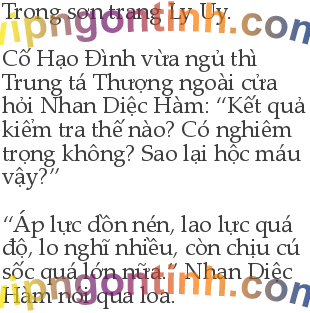 Trong sơn trang Ly Uy.
vipngontinh.com
Cố Hạo Đình vừa ngủ thì
Trung tá Thượng ngoài cửa
hỏi Nhan Diệc Hàm: “Kết quả
kiểm tra thế nào? Có nghiêm
trọng không? Sao lại hộc máu
vậy?”
“Áp lực dồn nén, lao lực quá
độ, lo nghĩ nhiều, còn chịu cú
sốc quá lớn nữa.” Nhan Diệc
Hàm nói qua loa.
vipngontinh.com